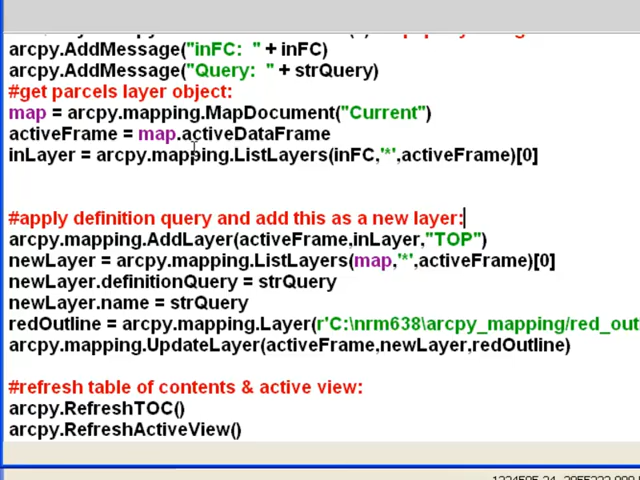 arcpy.AddMessage("inFC:  " + inFC)
arcpy.AddMessage("Query:  " + strQuery)
#get parcels layer object:
map = arcpy.mapping.MapDocument("Current")
activeFrame = map.activeDataFrame
inLayer = arcpy.mapping.ListLayers(inFC,'*',activeFrame)[0]
#apply definition query and add this as a new layer:
arcpy.mapping.AddLayer(activeFrame,inLayer,"TOP")
newLayer = arcpy.mapping.ListLayers(map,'*',activeFrame)[0]
newLayer.definitionQuery = strQuery
newLayer.name = strQuery
redOutline = arcpy.mapping.Layer(r'C:\nrm638\arcpy_mapping/red_out
arcpy.mapping.UpdateLayer(activeFrame,newLayer,redOutline)
#refresh table of contents & active view:
arcpy.RefreshTOC()
arcpy.RefreshActiveView()